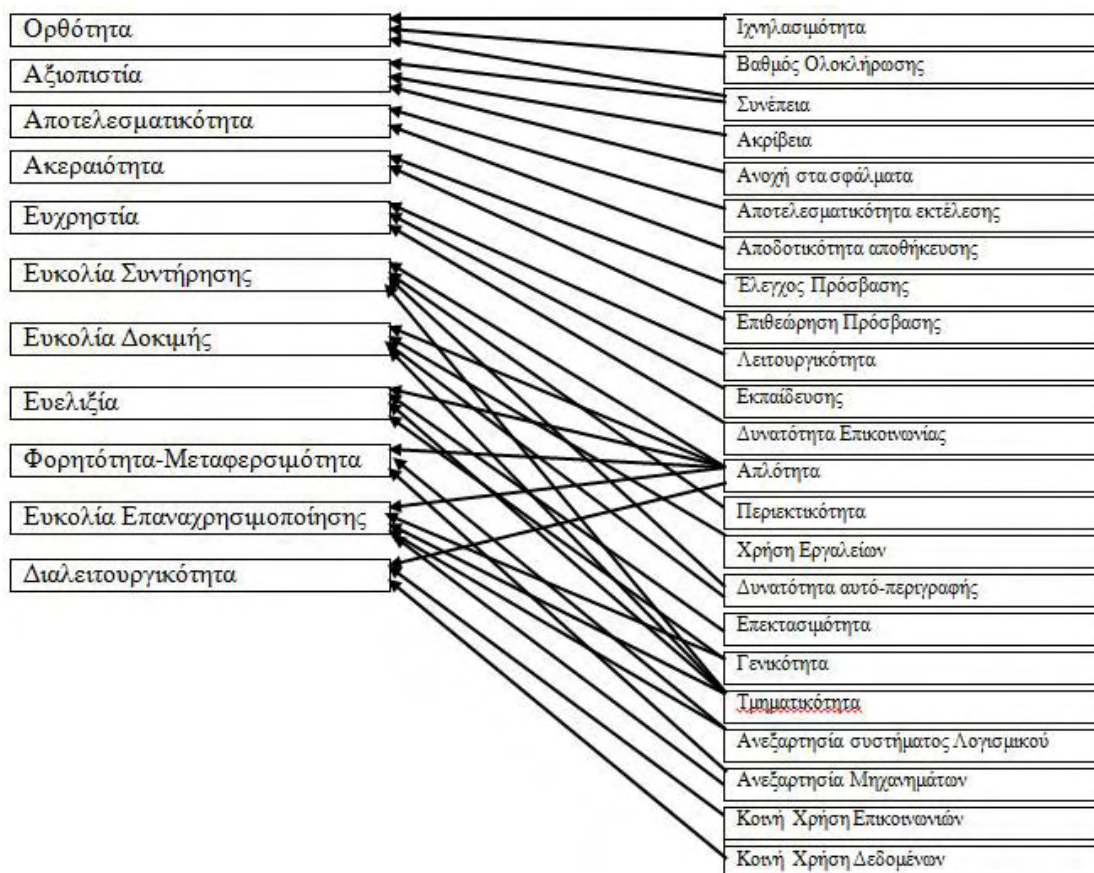 Ορθότητα
Αξιοπιστία
Αποτελεσματικότητα
Ακεραιότητα
Ευχρηστία
Ευκολία Συντήρησης
Ευκολία Δοκιμής
Ευελιξία
Φορητότητα-Μεταφερσιμότητα
Ευκολία Επαναχρησιμοποίησης
Διαλειτουργικότητα
Ιχνηλασιμότητα
Βαθμός Ολοκλήρωσης
Συνέπεια
Ακρίβεια
Ανοχή στα σφάλματα
Αποτελεσματικότητα εκτέλεσης
Αποδοτικότητα αποθήκευσης
Έλεγχος Πρόσβασης
Επιθεώρηση Πρόσβασης
Λειτουργικότητα
Εκπαίδευσης
Δυνατότητα Επικοινωνίας
Απλότητα
Περιεκτικότητα
Χρήση Εργαλείων
Δυνατότητα αυτό-περιγραφής
Επεκτασιμότητα
Γενικότητα
Τμηματικότητα
Ανεξαρτησία συστήματος Λογισμικού
Ανεξαρτησία Μηχανημάτων
Κοινή Χρήση Επικοινωνιών
Κοινή Χρήση Δεδομένων